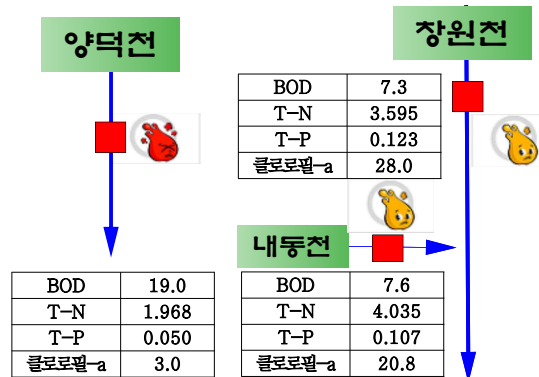 양덕천
창원천
BOD 7.3
T-N 3.595
T-P 0.123
클로로필-a 28.0
내동천
BOD 19.0
T-N 1.968
T-P 0.050
클로로필-a 3.0
BOD 7.6
T-N 4.035
T-P 0.107
클로로필-a 20.8